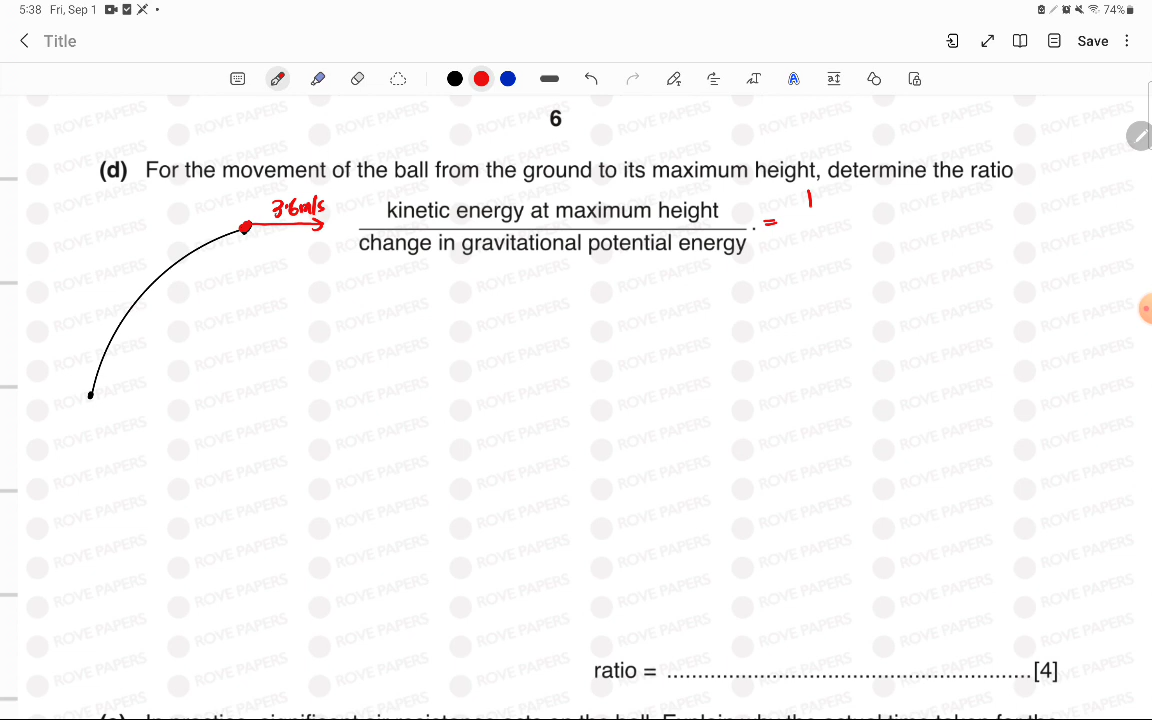 5:38 Fri, Sep 1
74%
Title
Save
6
(d) For the movement of the ball from the ground to its maximum height, determine the ratio
3.6m/s
kinetic energy at maximum height
change in gravitational potential energy . = 1
ROVE PAPERS
ratio = ............................................................[4]